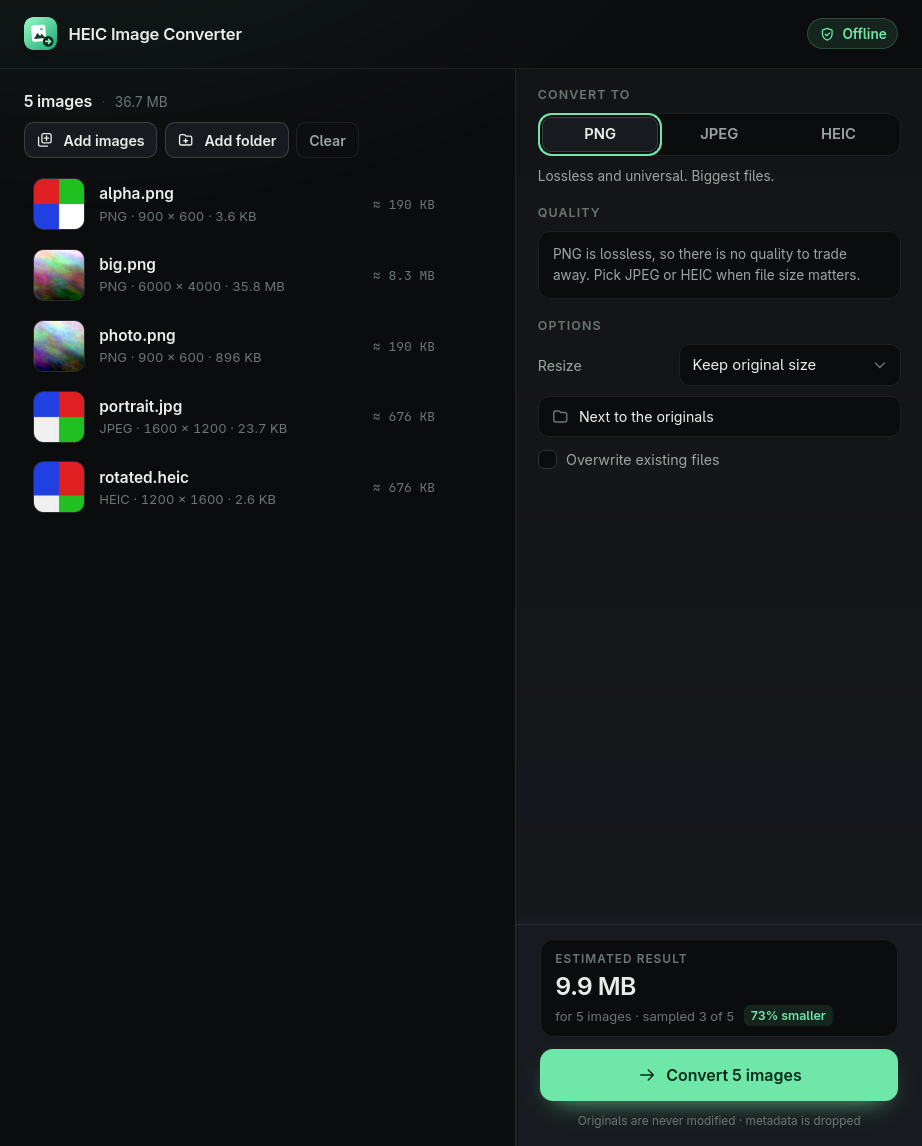 HEIC Image Converter
Offline
5 images · 36.7 MB
Add images
Add folder
Clear
alpha.png
PNG · 900 × 600 · 3.6 KB
≈ 190 KB
big.png
PNG · 6000 × 4000 · 35.8 MB
≈ 8.3 MB
photo.png
PNG · 900 × 600 · 896 KB
≈ 190 KB
portrait.jpg
JPEG · 1600 × 1200 · 23.7 KB
≈ 676 KB
rotated.heic
HEIC · 1200 × 1600 · 2.6 KB
≈ 676 KB
CONVERT TO
PNG
JPEG
HEIC
Lossless and universal. Biggest files.
QUALITY
PNG is lossless, so there is no quality to trade
away. Pick JPEG or HEIC when file size matters.
OPTIONS
Resize
Keep original size
Next to the originals
Overwrite existing files
ESTIMATED RESULT
9.9 MB
for 5 images · sampled 3 of 5
73% smaller
Convert 5 images
Originals are never modified · metadata is dropped